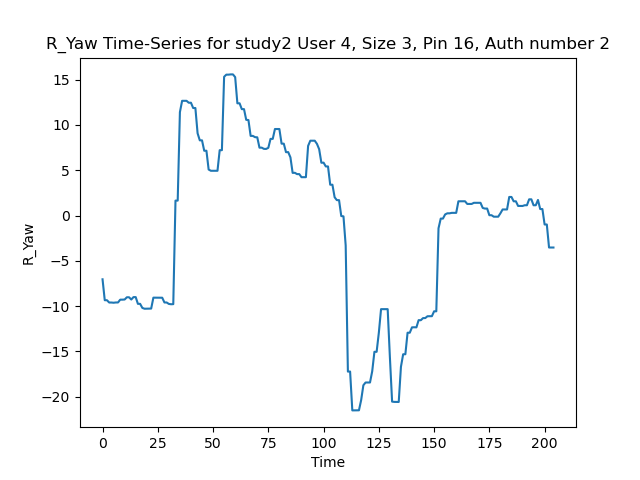 R_Yaw Time-Series for study2 User 4, Size 3, Pin 16, Auth number 2
15
10
5
0
−5
−10
−15
−20
R_Yaw
0 25 50 75 100 125 150 175 200
Time